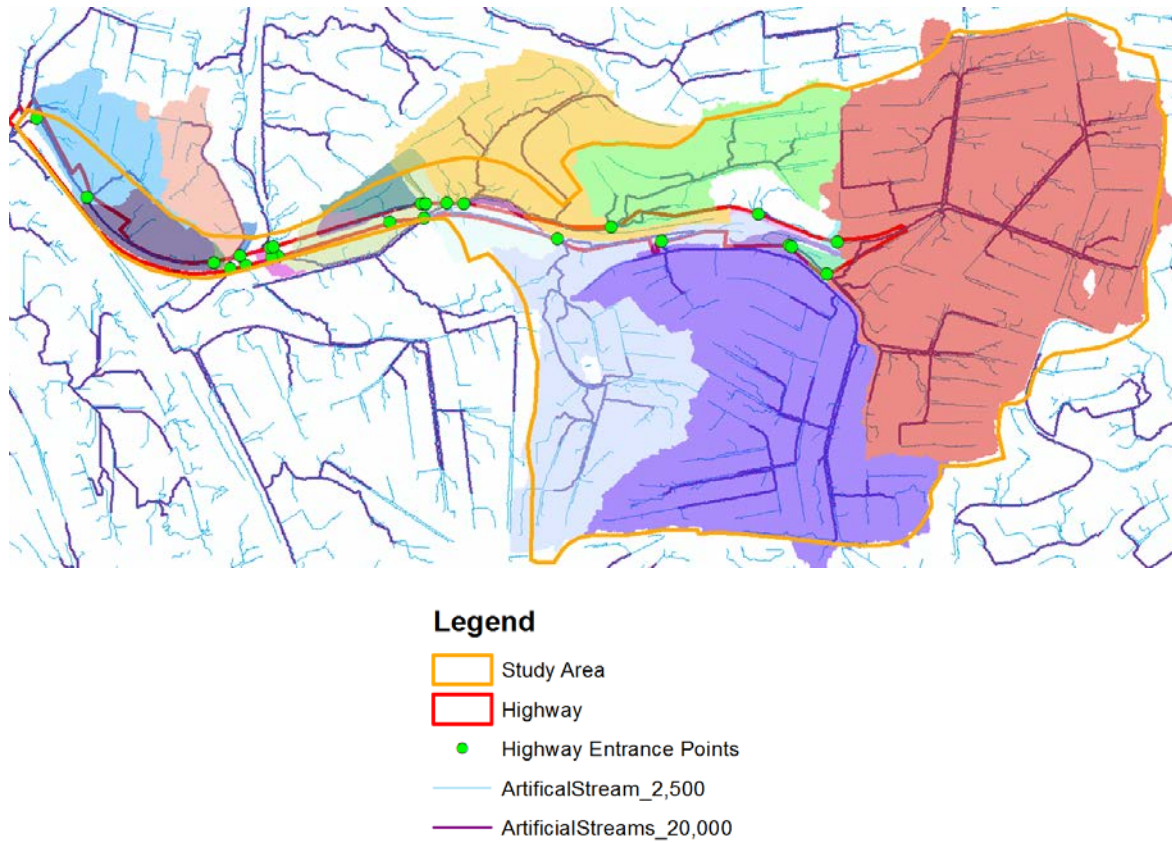 Legend
Study Area
Highway
Highway Entrance Points
ArtificalStream_2,500
ArtificialStreams_20,000